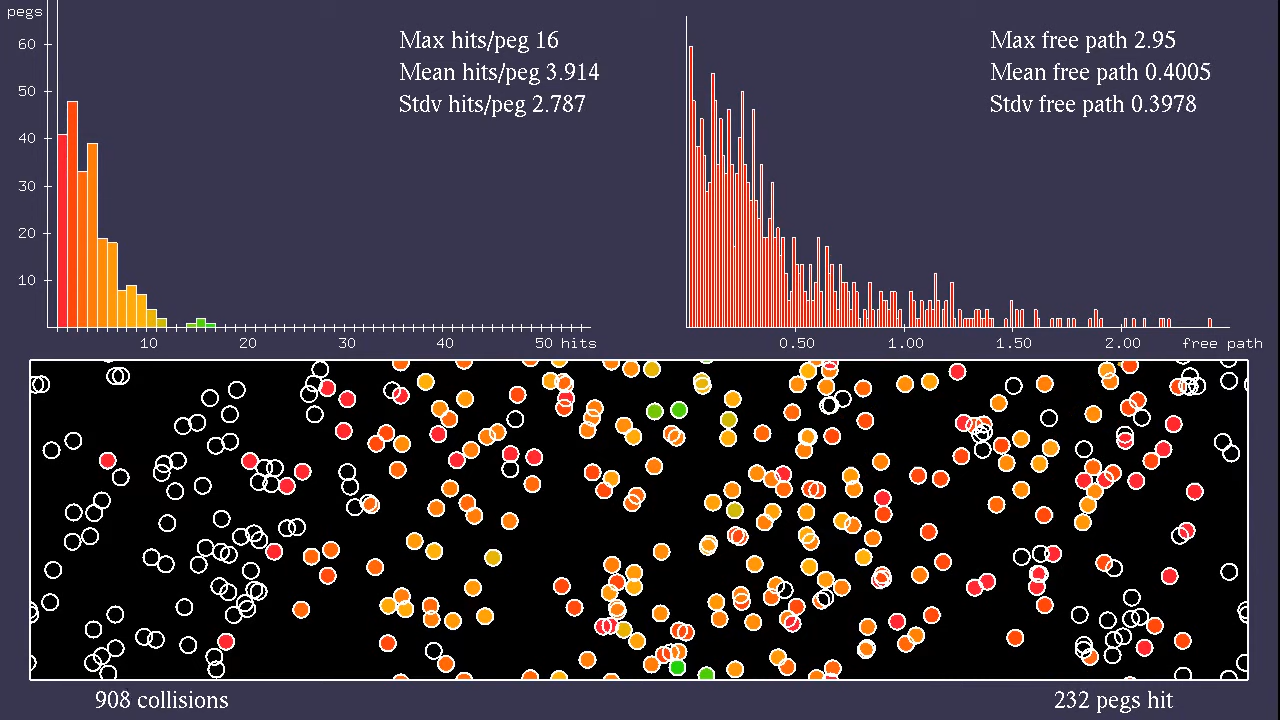 pegs
60
50
40
30
20
10
10 20 30 40 50 hits
Max hits/peg 16
Mean hits/peg 3.914
Stdv hits/peg 2.787
Max free path 2.95
Mean free path 0.4005
Stdv free path 0.3978
0.50 1.00 1.50 2.00 free path
908 collisions
232 pegs hit